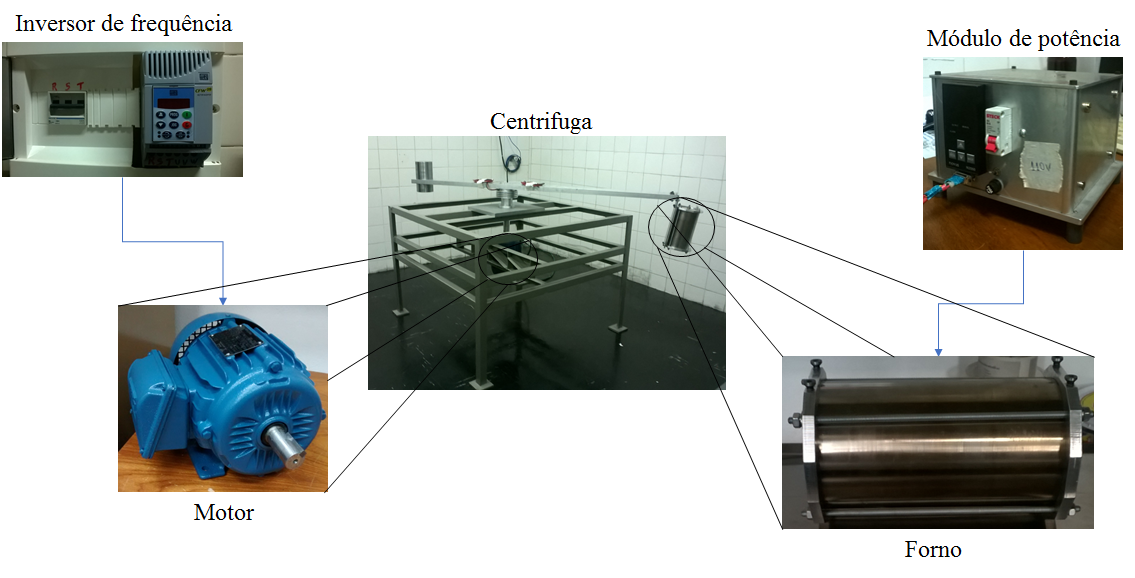 Inversor de frequência
Módulo de potência
R S T
Centrifuga
110V
Motor
Forno